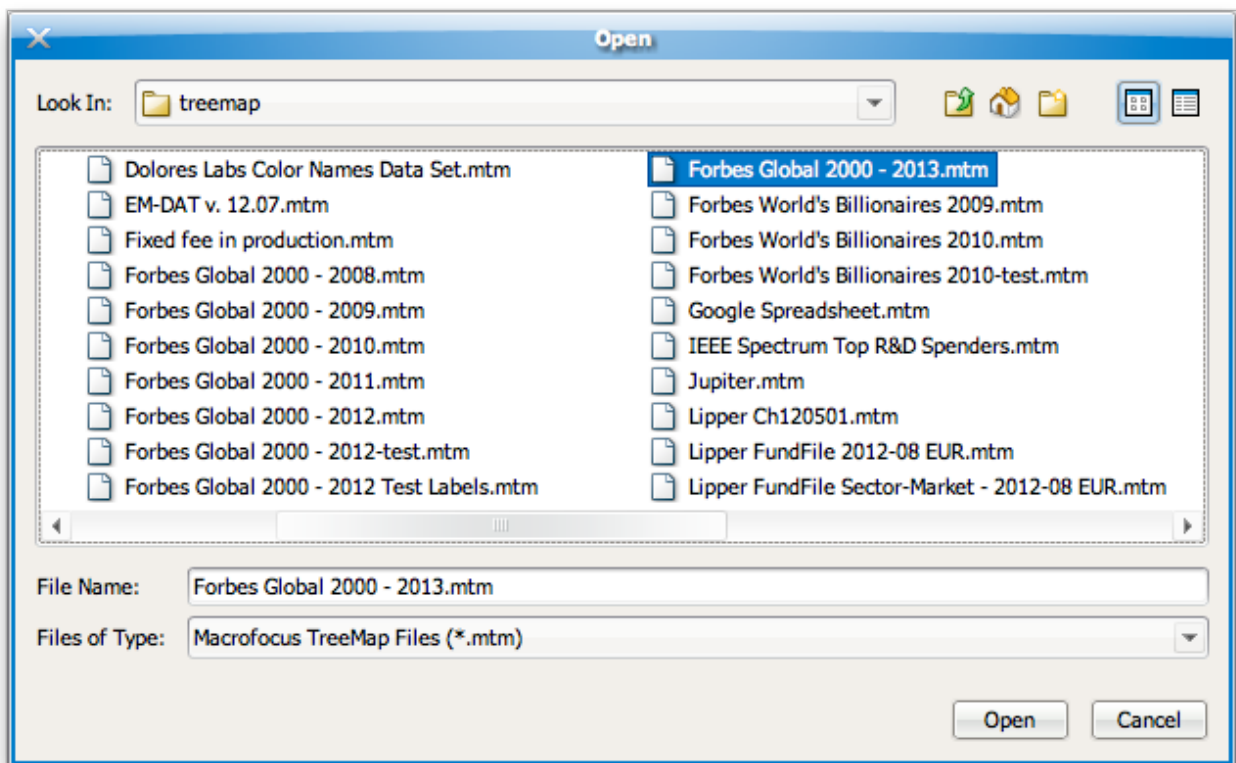 Open
Look In: treemap
Dolores Labs Color Names Data Set.mtm
EM-DAT v. 12.07.mtm
Fixed fee in production.mtm
Forbes Global 2000 - 2008.mtm
Forbes Global 2000 - 2009.mtm
Forbes Global 2000 - 2010.mtm
Forbes Global 2000 - 2011.mtm
Forbes Global 2000 - 2012.mtm
Forbes Global 2000 - 2012-test.mtm
Forbes Global 2000 - 2012 Test Labels.mtm
Forbes Global 2000 - 2013.mtm
Forbes World's Billionaires 2009.mtm
Forbes World's Billionaires 2010.mtm
Forbes World's Billionaires 2010-test.mtm
Google Spreadsheet.mtm
IEEE Spectrum Top R&D Spenders.mtm
Jupiter.mtm
Lipper Ch120501.mtm
Lipper FundFile 2012-08 EUR.mtm
Lipper FundFile Sector-Market - 2012-08 EUR.mtm
File Name: Forbes Global 2000 - 2013.mtm
Files of Type: Macrofocus TreeMap Files (*.mtm)
Open Cancel